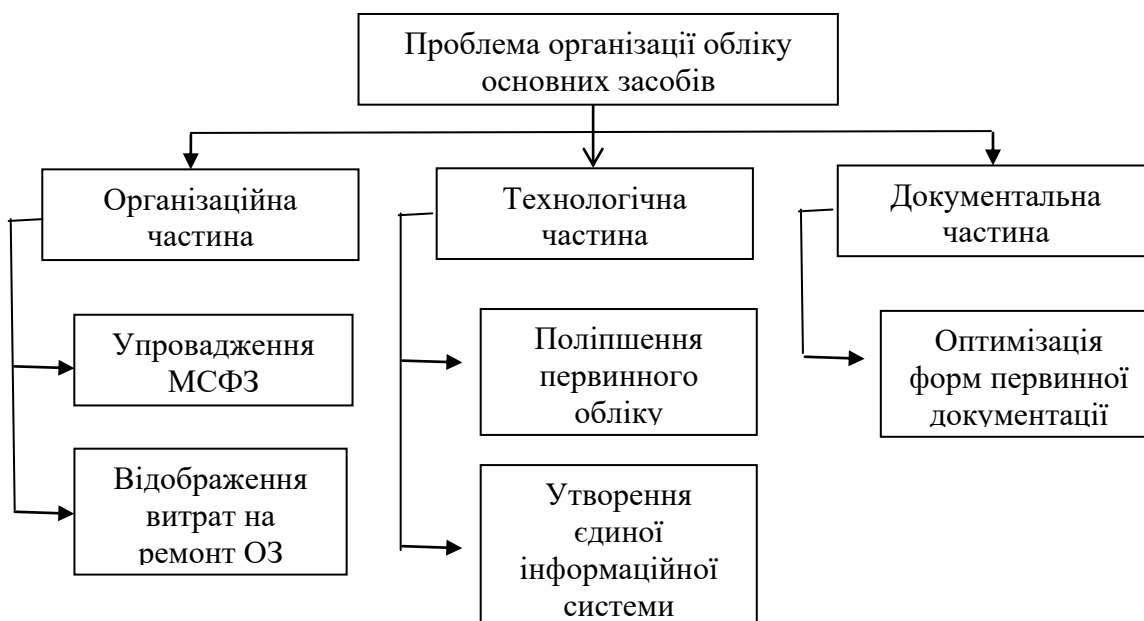 Проблема організації обліку
основних засобів
Організаційна
частина
Технологічна
частина
Документальна
частина
Упровадження
МСФЗ
Поліпшення
первинного
обліку
Оптимізація
форм первинної
документації
Відображення
витрат на
ремонт ОЗ
Утворення
єдиної
інформаційної
системи